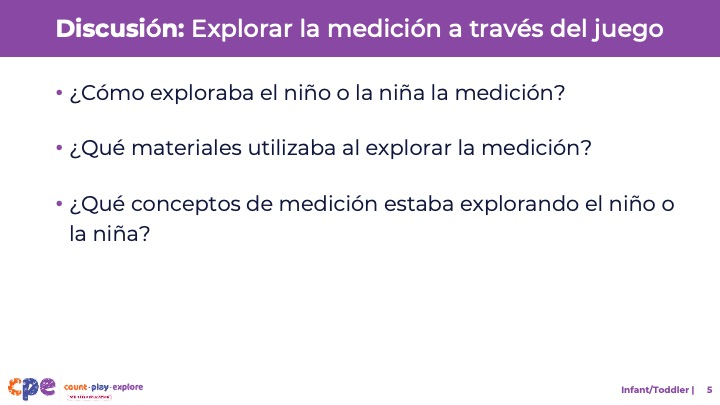 Discusión: Explorar la medición a través del juego
• ¿Cómo exploraba el niño o la niña la medición?
• ¿Qué materiales utilizaba al explorar la medición?
• ¿Qué conceptos de medición estaba explorando el niño o
la niña?
cpe count·play·explore
Infant/Toddler | 5